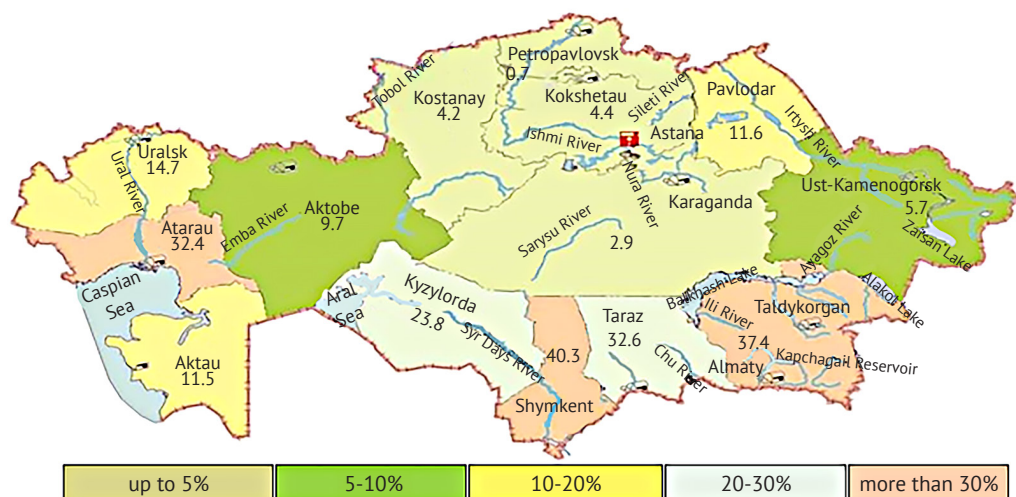 Petropavlovsk
0.7
Tobol River
Kostanay
4.2
Kokshetau
4.4
Sileti River
Pavlodar
11.6
Irtysh River
Ishmi River
Astana
Uralsk
14.7
Ural River
Nura River
Karaganda
2.9
Sarysu River
Ust-Kamenogorsk
5.7
Zaisan Lake
Ayagoz River
Alakol Lake
Atarau
32.4
Emba River
Aktobe
9.7
Caspian
Sea
Aktau
11.5
Aral
Sea
Kyzylorda
23.8
Syr Days River
40.3
Shymkent
Taraz
32.6
Chu River
Balkhash Lake
Ili River
Taldykorgan
37.4
Almaty
Kapchagail Reservoir
up to 5%
5-10%
10-20%
20-30%
more than 30%